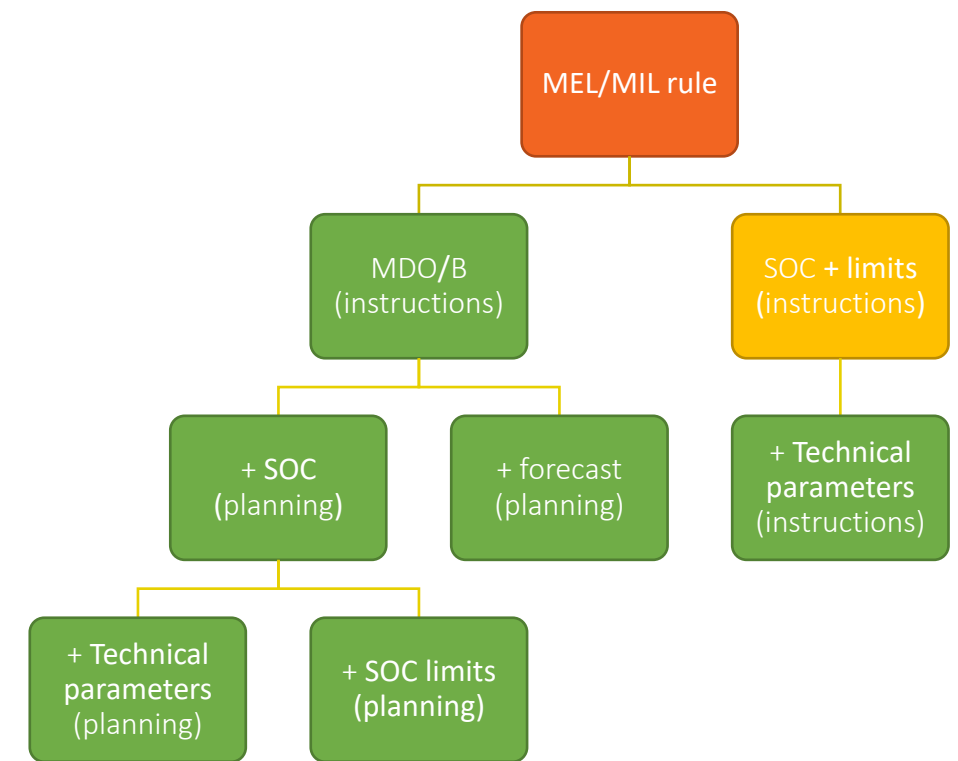 MEL/MIL rule
MDO/B
(instructions)
SOC + limits
(instructions)
+ SOC
(planning)
+ forecast
(planning)
+ Technical
parameters
(instructions)
+ Technical
parameters
(planning)
+ SOC limits
(planning)